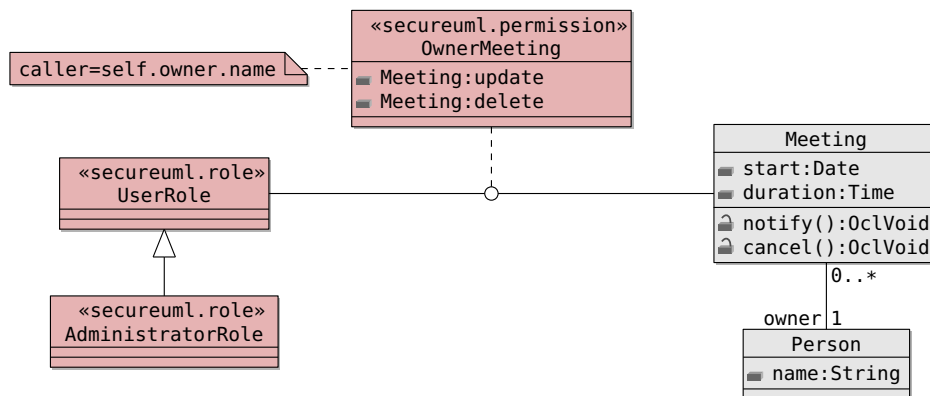 «secureuml.permission»
OwnerMeeting
caller=self.owner.name
Meeting:update
Meeting:delete
Meeting
start:Date
duration:Time
notify():OclVoid
cancel():OclVoid
«secureuml.role»
UserRole
0..*
«secureuml.role»
AdministratorRole
owner 1
Person
name:String